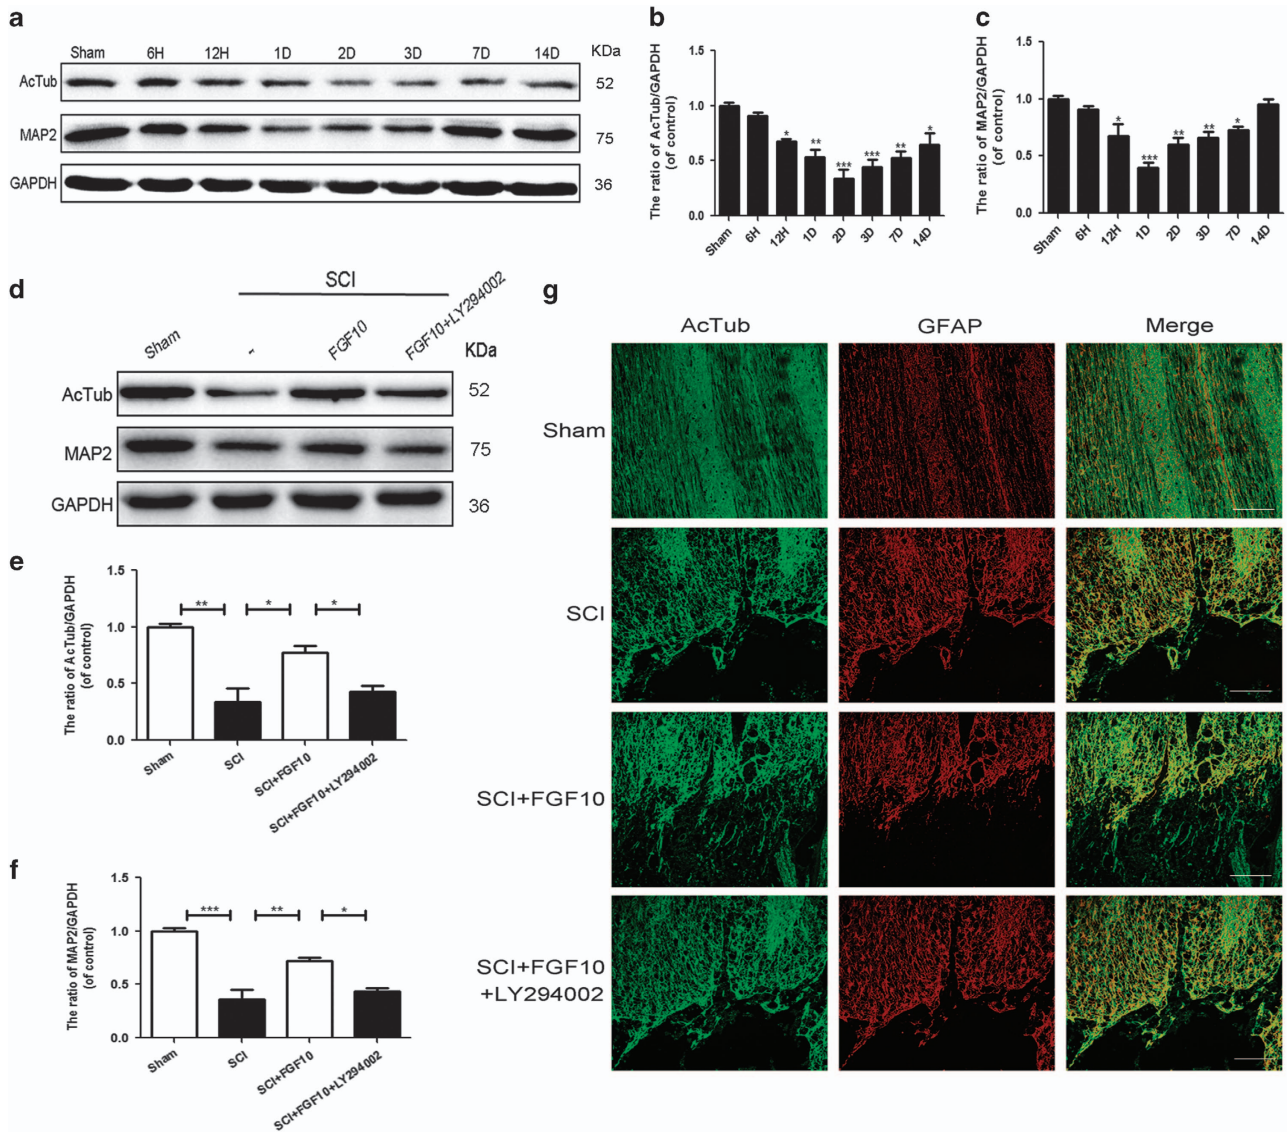 a
Sham 6H 12H 1D 2D 3D 7D 14D KDa
AcTub 52
MAP2 75
GAPDH 36
b
The ratio of AcTub/GAPDH
(of control)
1.5
1.0
0.5
0.0
* ** *** *** ** *
Sham 6H 12H 1D 2D 3D 7D 14D
c
The ratio of MAP2/GAPDH
(of control)
1.5
1.0
0.5
0.0
* *** ** ** *
Sham 6H 12H 1D 2D 3D 7D 14D
d
SCI
Sham - FGF10 FGF10+LY294002 KDa
AcTub 52
MAP2 75
GAPDH 36
e
The ratio of AcTub/GAPDH
(of control)
1.5
1.0
0.5
0.0
** * *
Sham SCI SCI+FGF10 SCI+FGF10+LY294002
f
The ratio of MAP2/GAPDH
(of control)
1.5
1.0
0.5
0.0
*** ** *
Sham SCI SCI+FGF10 SCI+FGF10+LY294002
g
AcTub GFAP Merge
Sham
SCI
SCI+FGF10
SCI+FGF10
+LY294002